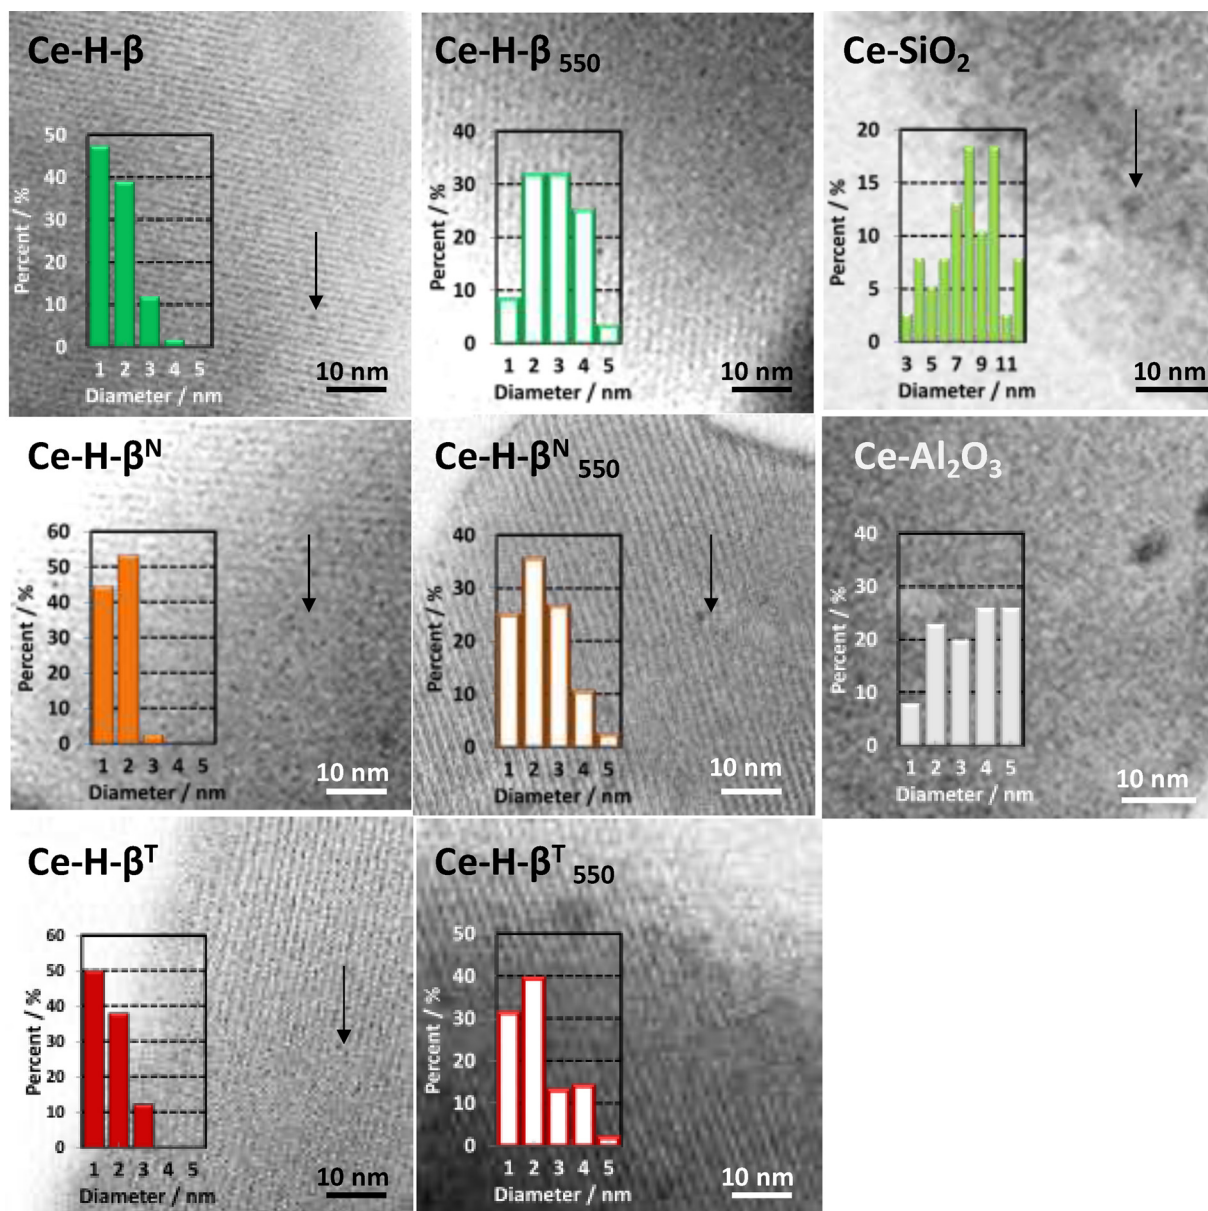 Ce-H-β
50
40
30
20
10
0
Percent / %
1 2 3 4 5
Diameter / nm
10 nm
Ce-H-β 550
40
30
20
10
0
Percent / %
1 2 3 4 5
Diameter / nm
10 nm
Ce-SiO₂
20
15
10
5
0
Percent / %
3 5 7 9 11
Diameter / nm
10 nm
Ce-H-βᴺ
60
50
40
30
20
10
0
Percent / %
1 2 3 4 5
Diameter / nm
10 nm
Ce-H-βᴺ 550
40
30
20
10
0
Percent / %
1 2 3 4 5
Diameter / nm
10 nm
Ce-Al₂O₃
40
30
20
10
0
Percent / %
1 2 3 4 5
Diameter / nm
10 nm
Ce-H-βᵀ
60
50
40
30
20
10
0
Percent / %
1 2 3 4 5
Diameter / nm
10 nm
Ce-H-βᵀ 550
50
40
30
20
10
0
Percent / %
1 2 3 4 5
Diameter / nm
10 nm